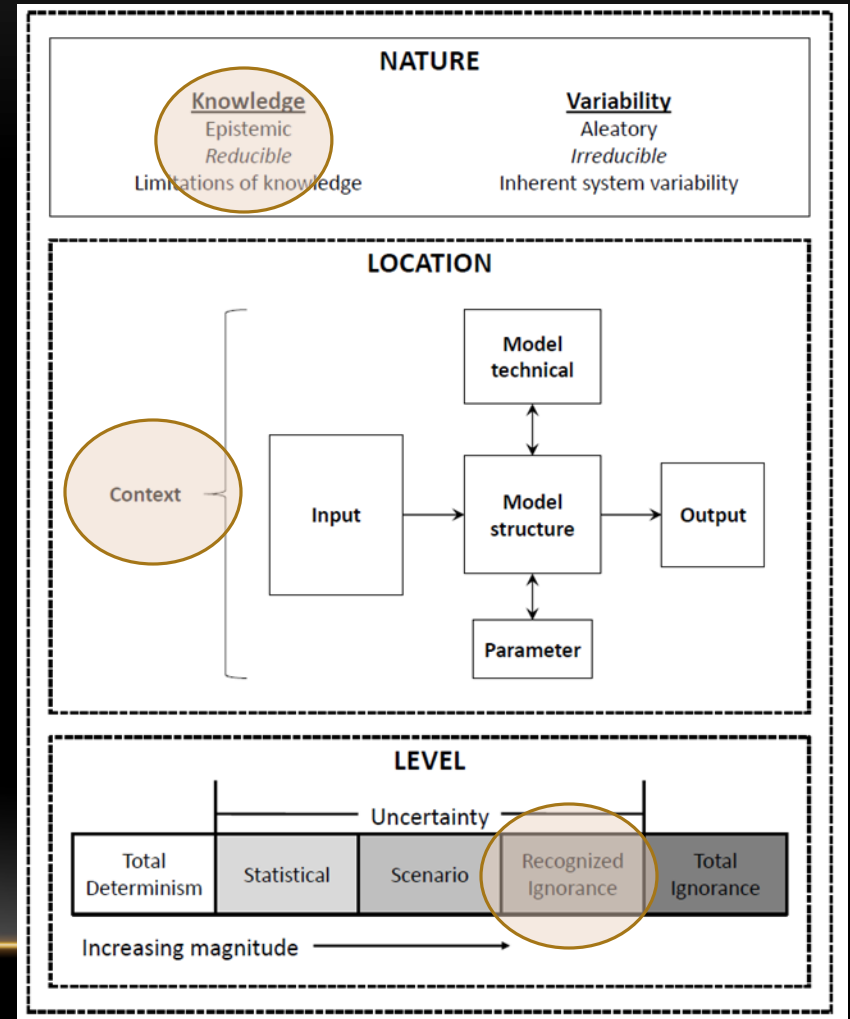 NATURE
Knowledge
Epistemic
Reducible
Limitations of knowledge
Variability
Aleatory
Irreducible
Inherent system variability
LOCATION
Context
Input
Model
technical
Model
structure
Parameter
Output
LEVEL
Uncertainty
Total
Determinism
Statistical
Scenario
Recognized
Ignorance
Total
Ignorance
Increasing magnitude